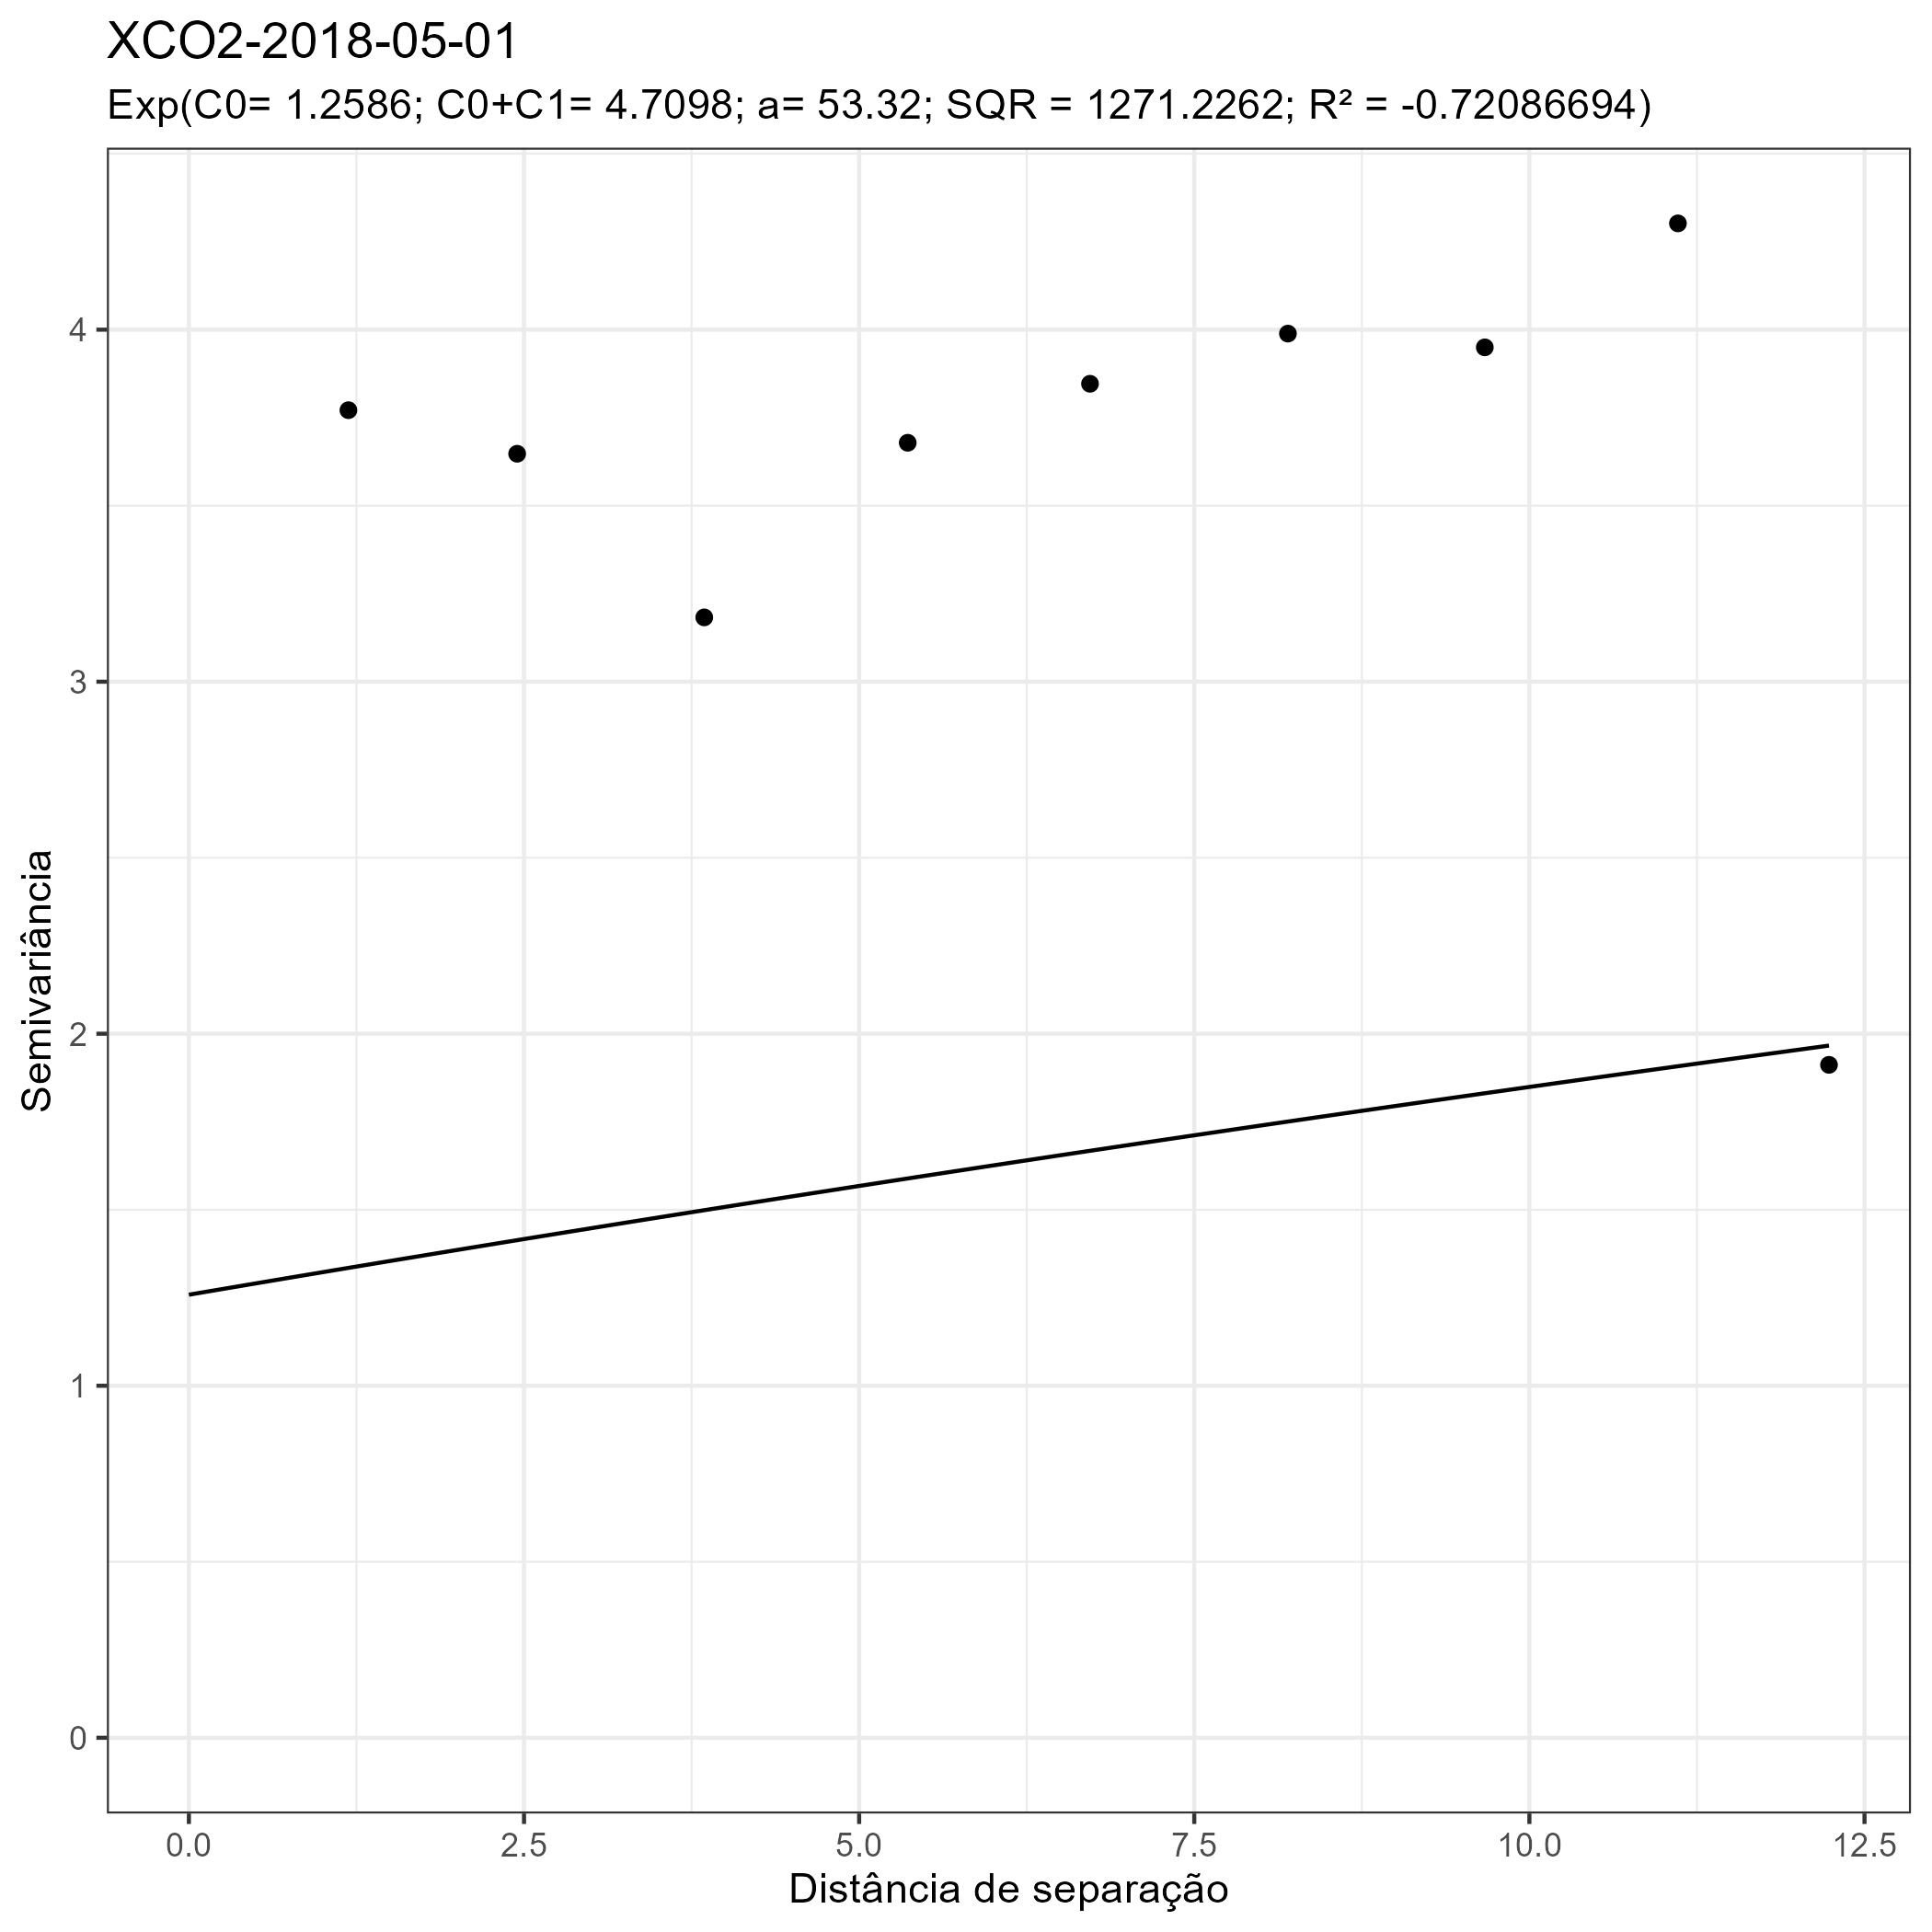 XCO2-2018-05-01
Exp(C0= 1.2586; C0+C1= 4.7098; a= 53.32; SQR = 1271.2262; R² = -0.72086694)
Semivariância
4
3
2
1
0
0.0 2.5 5.0 7.5 10.0 12.5
Distância de separação